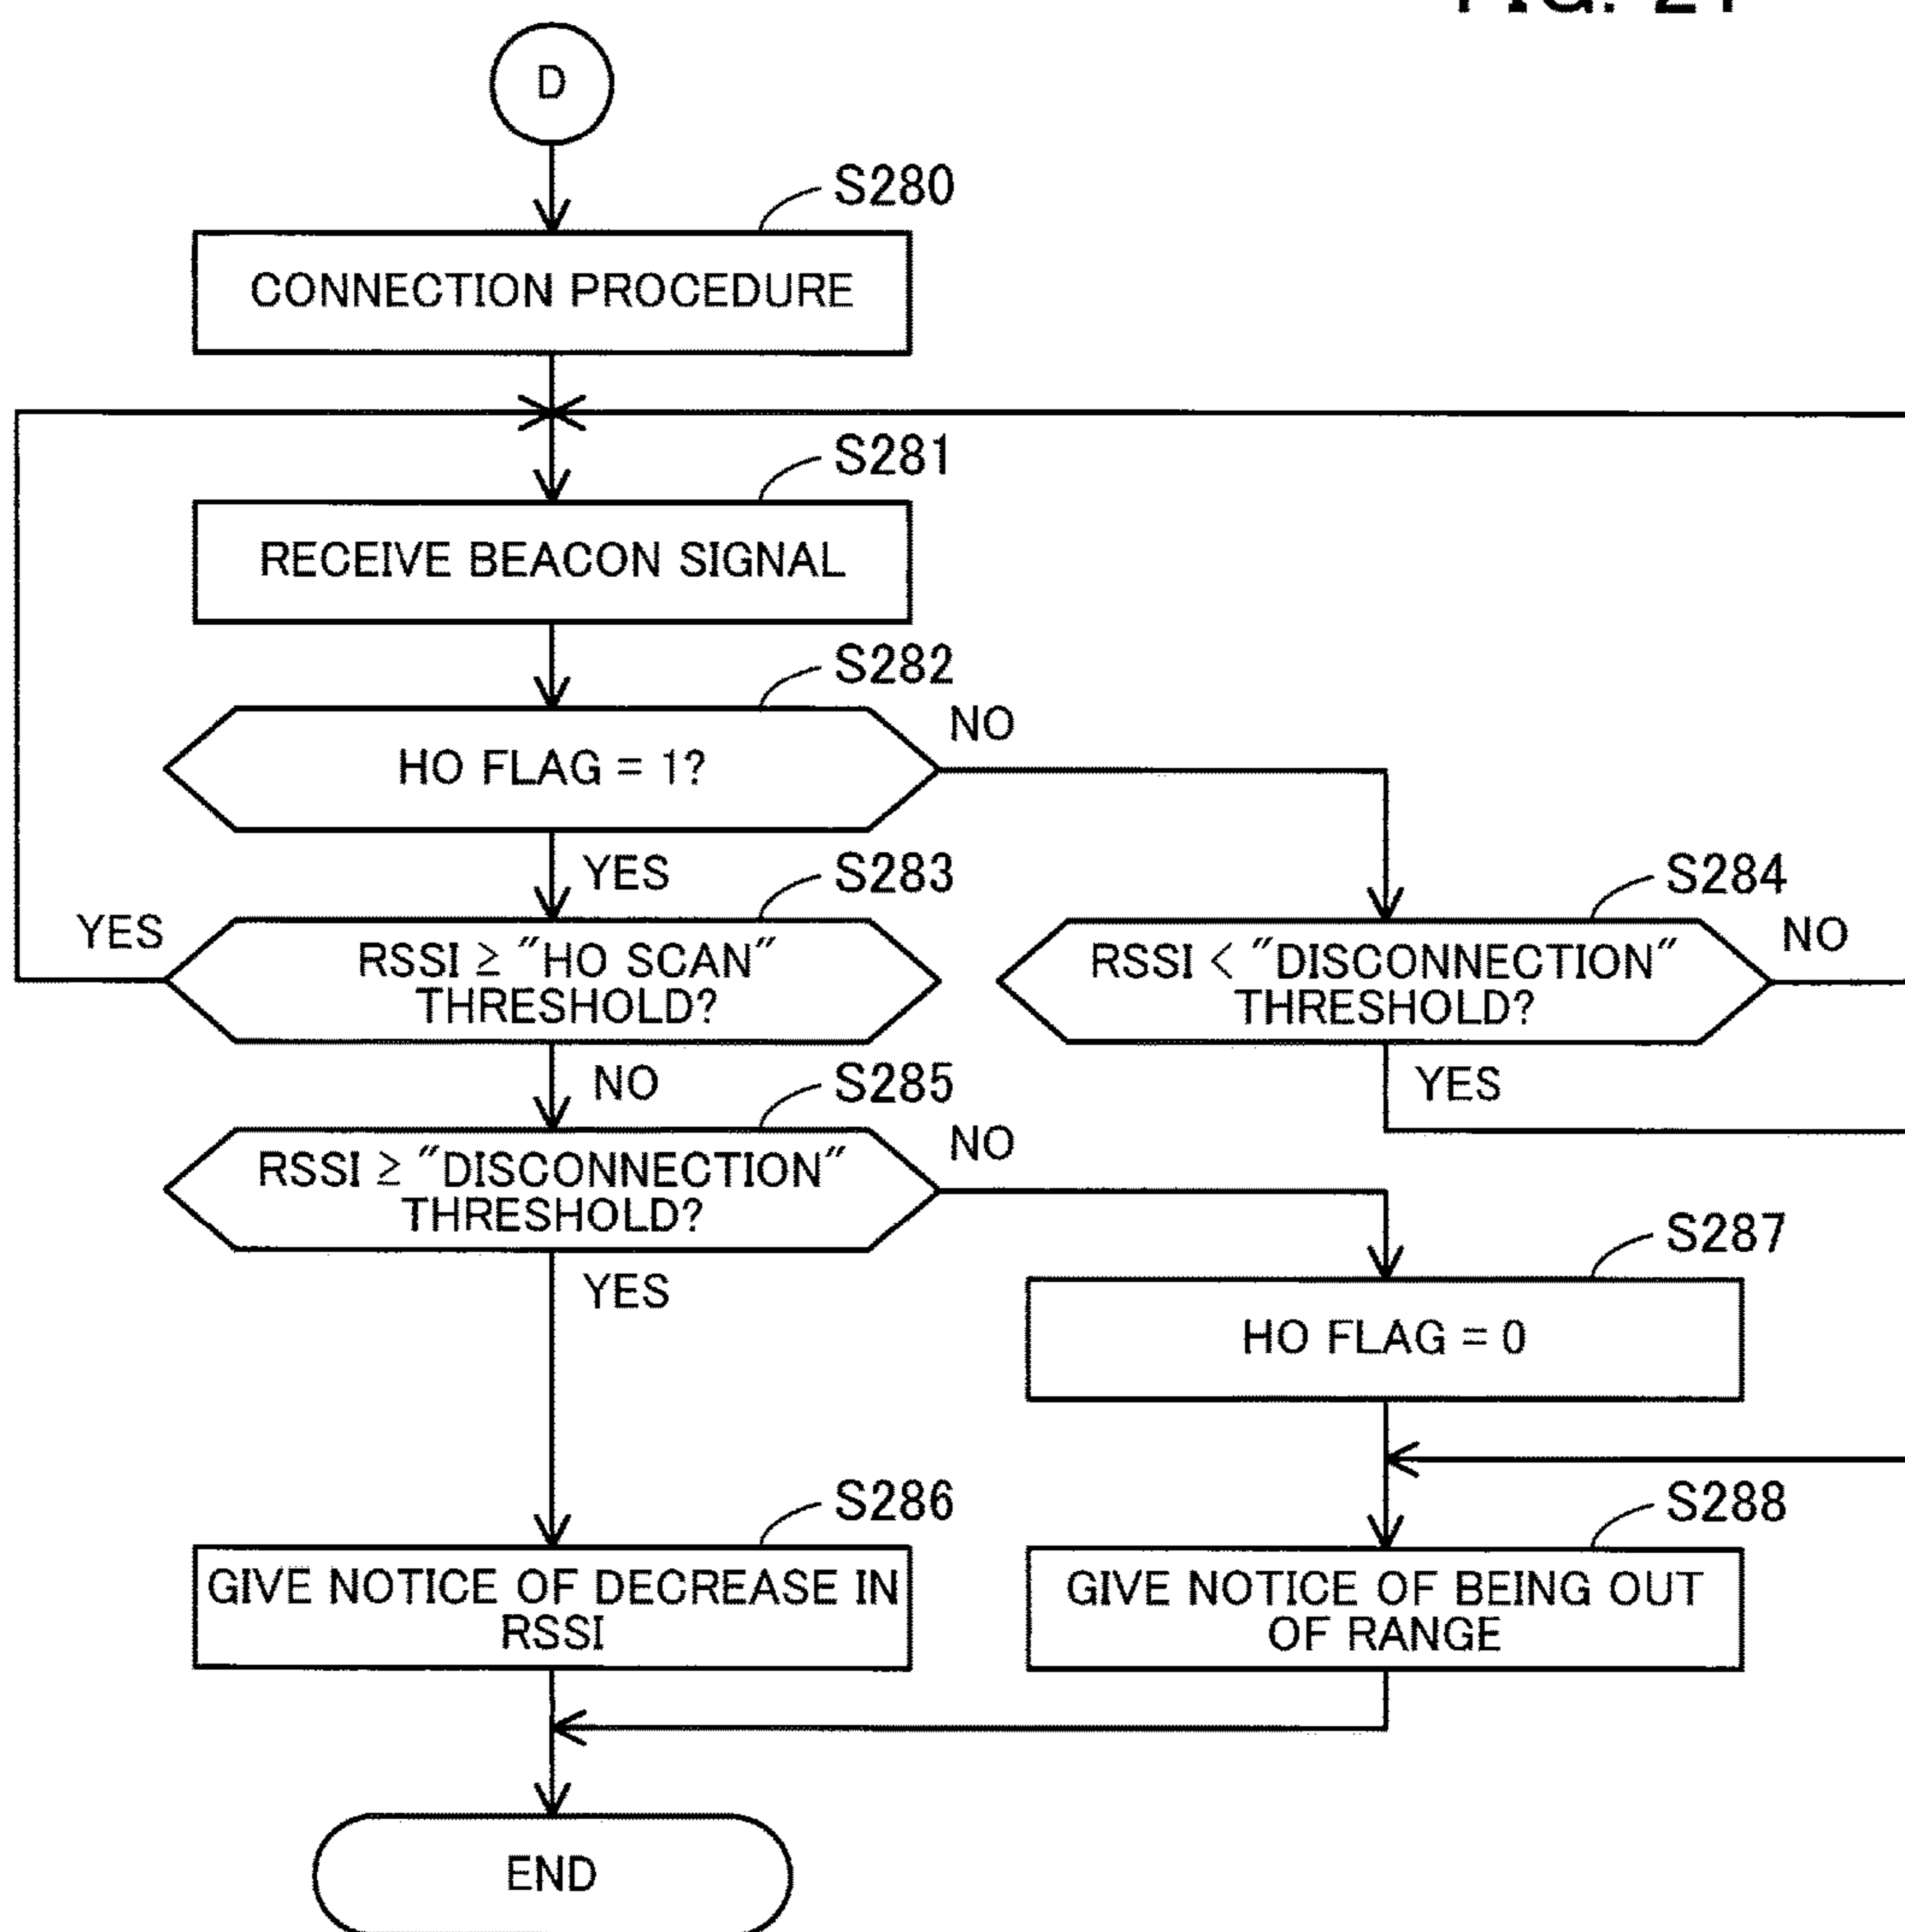 D
S280
CONNECTION PROCEDURE
S281
RECEIVE BEACON SIGNAL
S282
HO FLAG = 1?
NO
YES
S283
YES
RSSI ≥ "HO SCAN"
THRESHOLD?
S284
RSSI < "DISCONNECTION"
THRESHOLD?
NO
YES
NO
S285
RSSI ≥ "DISCONNECTION"
THRESHOLD?
NO
YES
S287
HO FLAG = 0
S286
GIVE NOTICE OF DECREASE IN
RSSI
S288
GIVE NOTICE OF BEING OUT
OF RANGE
END